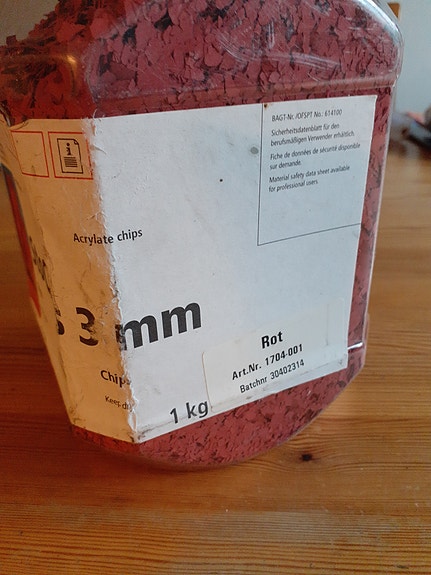 BAGT-Nr. /OFSPT No.: 614100
Sicherheitsdatenblatt für den
berufsmäßigen Verwender erhältlich.
Fiche de données de sécurité disponible
sur demande.
Material safety data sheet available
for professional users
Acrylate chips
s 3 mm
Chips
Rot
Art.Nr. 1704-001
Batchnr 30402314
1 kg